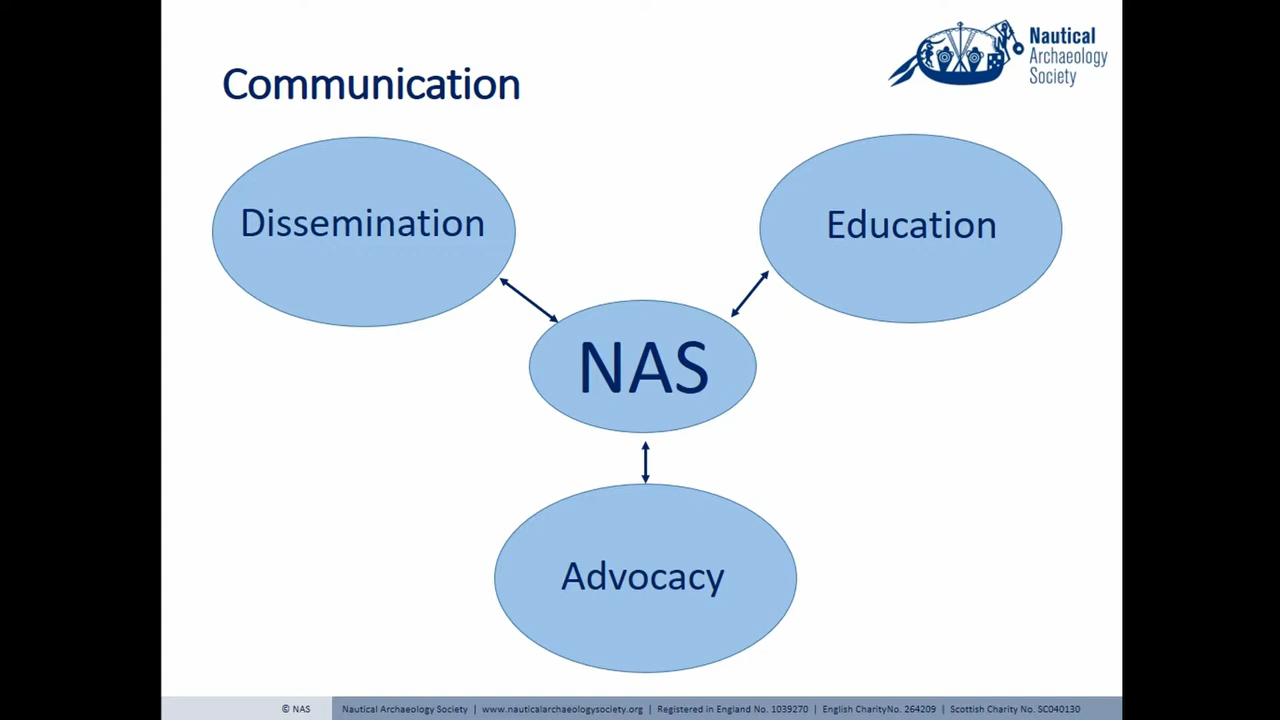 Communication
Nautical
Archaeology
Society
Dissemination
Education
NAS
Advocacy
© NAS
Nautical Archaeology Society | www.nauticalarchaeologysociety.org | Registered in England No. 1039270 | English CharityNo. 264209 | Scottish Charity No. SC040130